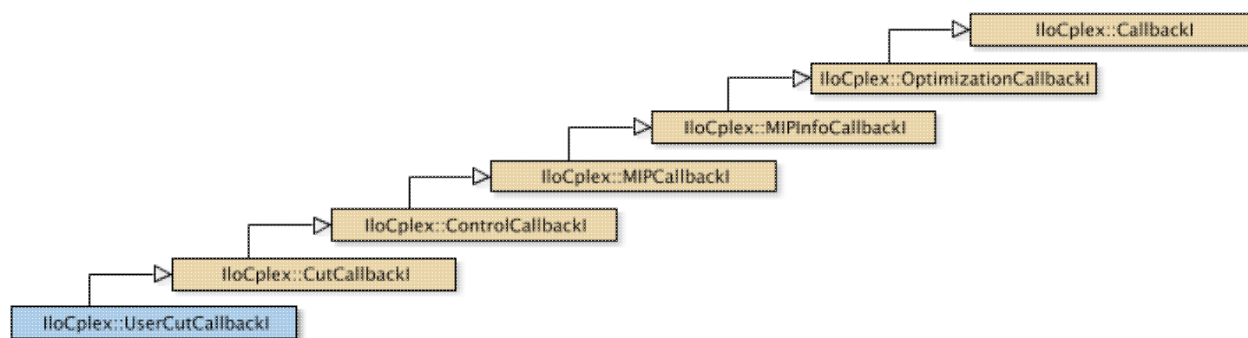 IloCplex::CallbackI
IloCplex::OptimizationCallbackI
IloCplex::MIPInfoCallbackI
IloCplex::MIPCallbackI
IloCplex::ControlCallbackI
IloCplex::CutCallbackI
IloCplex::UserCutCallbackI